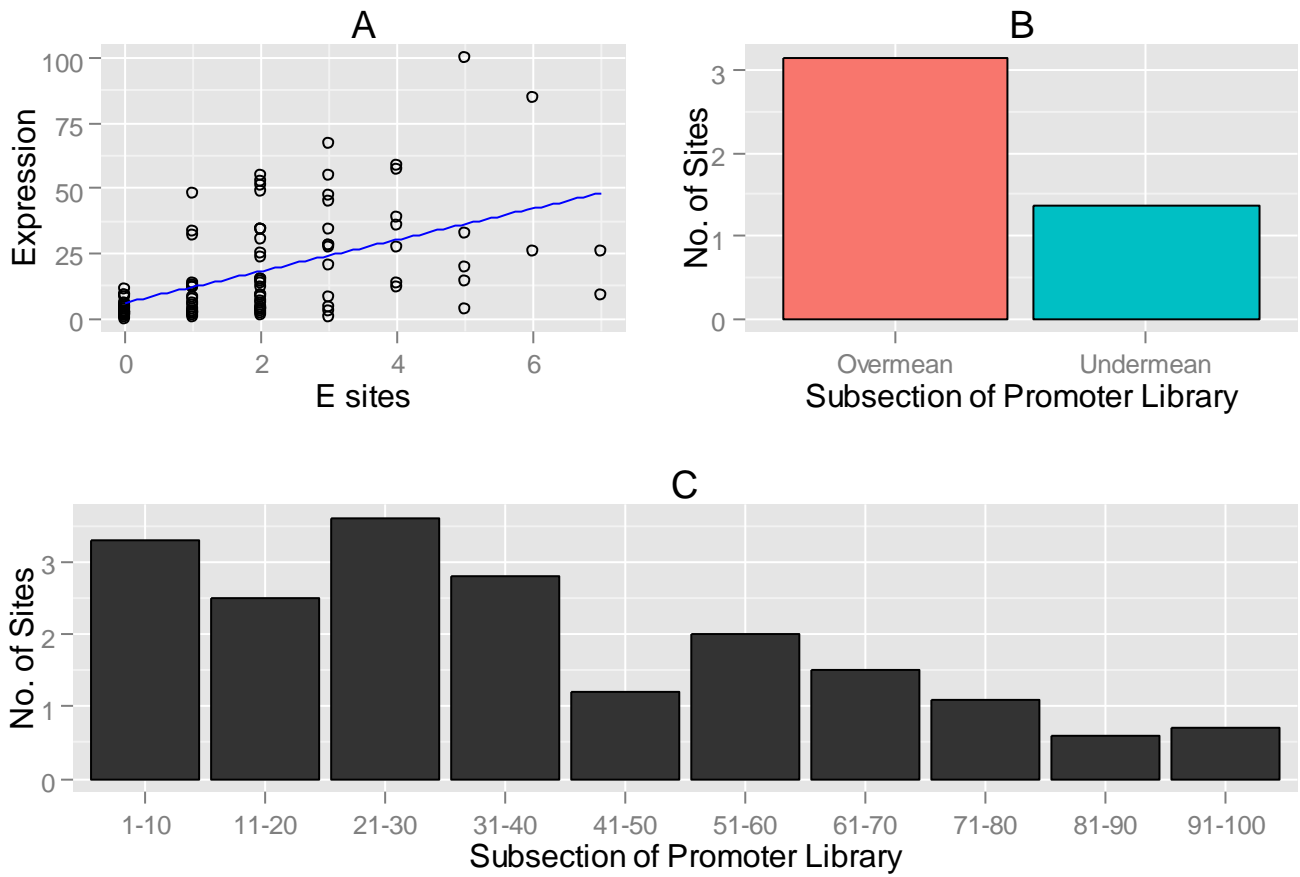 A
Expression
100
75
50
25
0
0 2 4 6
E sites
B
No. of Sites
3
2
1
0
Overmean Undermean
Subsection of Promoter Library
C
No. of Sites
3
2
1
0
1-10 11-20 21-30 31-40 41-50 51-60 61-70 71-80 81-90 91-100
Subsection of Promoter Library